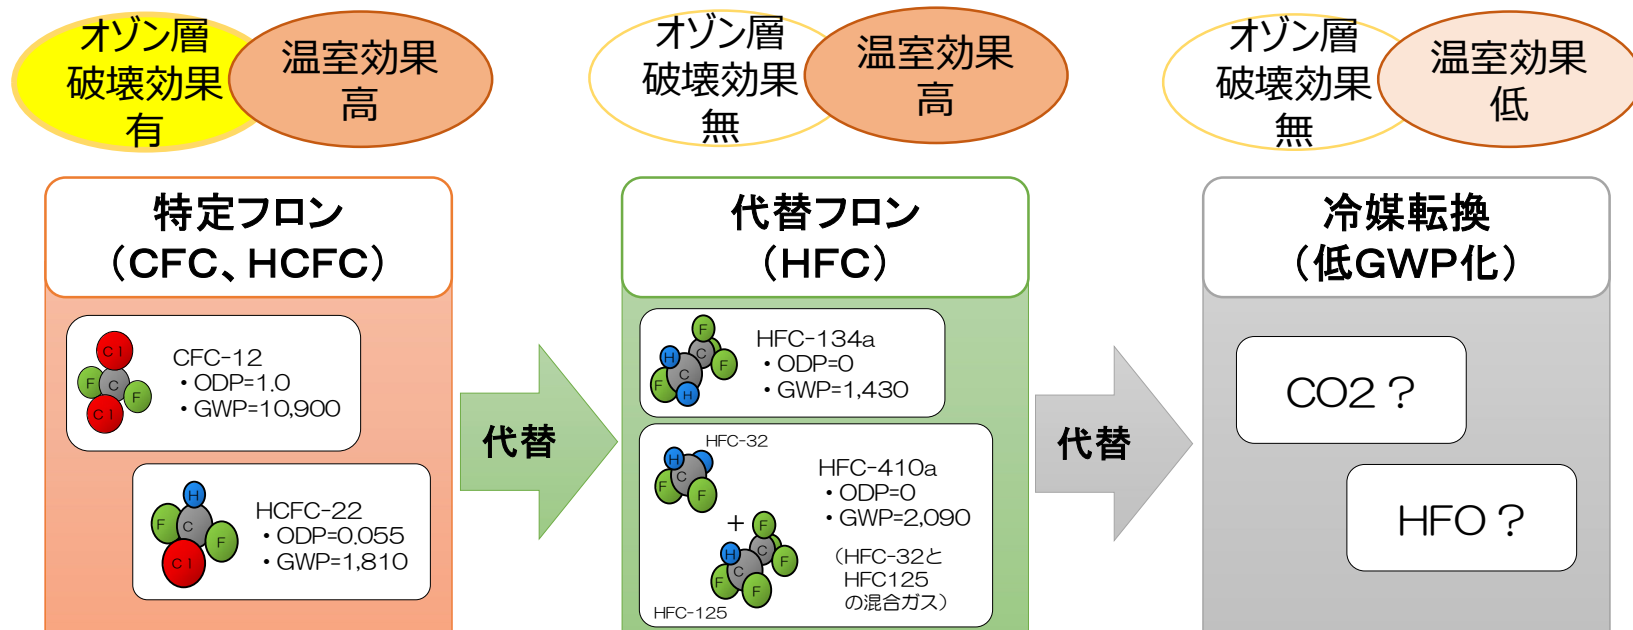 オゾン層
破壊効果
有
温室効果
高
オゾン層
破壊効果
無
温室効果
高
オゾン層
破壊効果
無
温室効果
低
特定フロン
(CFC、HCFC)
Cl
F
C
F
Cl
CFC-12
・ODP=1.0
・GWP=10,900
H
F
C
F
Cl
HCFC-22
・ODP=0.055
・GWP=1,810
代替
代替フロン
(HFC)
F
H
C
F
C
F
H
HFC-134a
・ODP=0
・GWP=1,430
HFC-32
H
C
F
F
+
F
H
C
F
C
F
F
HFC-125
HFC-410a
・ODP=0
・GWP=2,090
(HFC-32と
HFC125
の混合ガス)
代替
冷媒転換
(低GWP化)
CO2？
HFO？